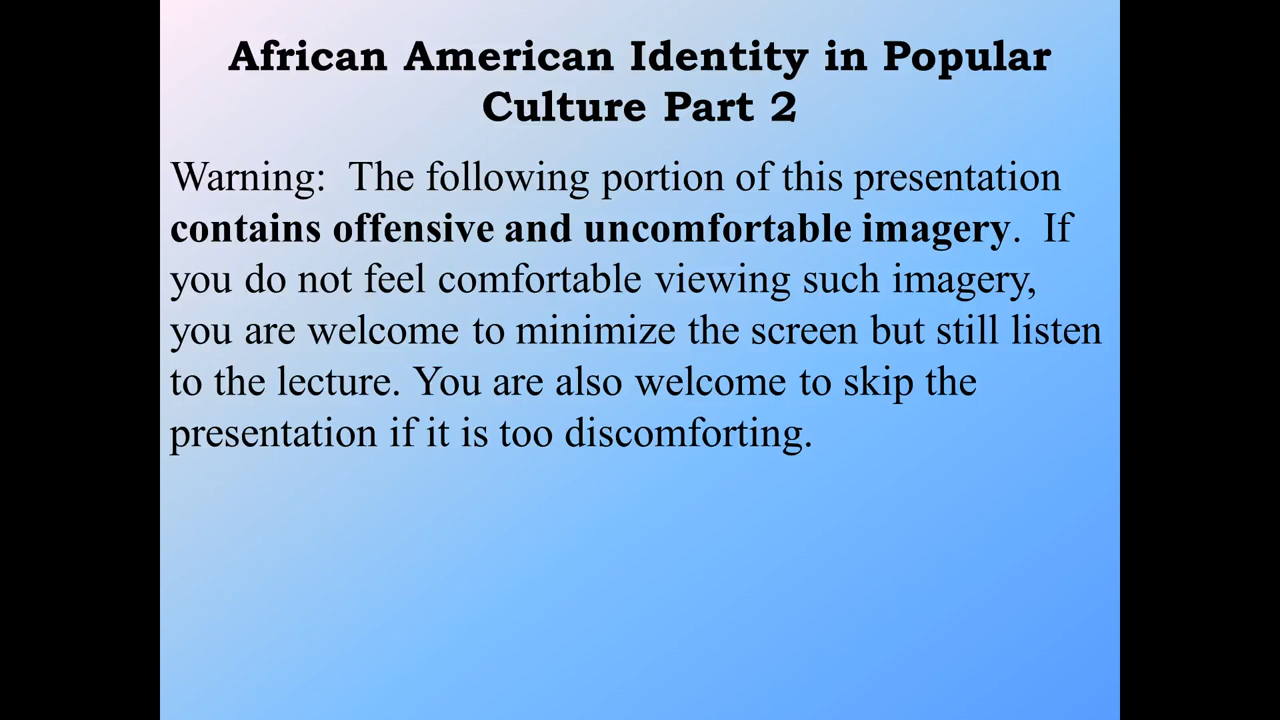 African American Identity in Popular
Culture Part 2
Warning:  The following portion of this presentation
contains offensive and uncomfortable imagery.  If
you do not feel comfortable viewing such imagery,
you are welcome to minimize the screen but still listen
to the lecture. You are also welcome to skip the
presentation if it is too discomforting.